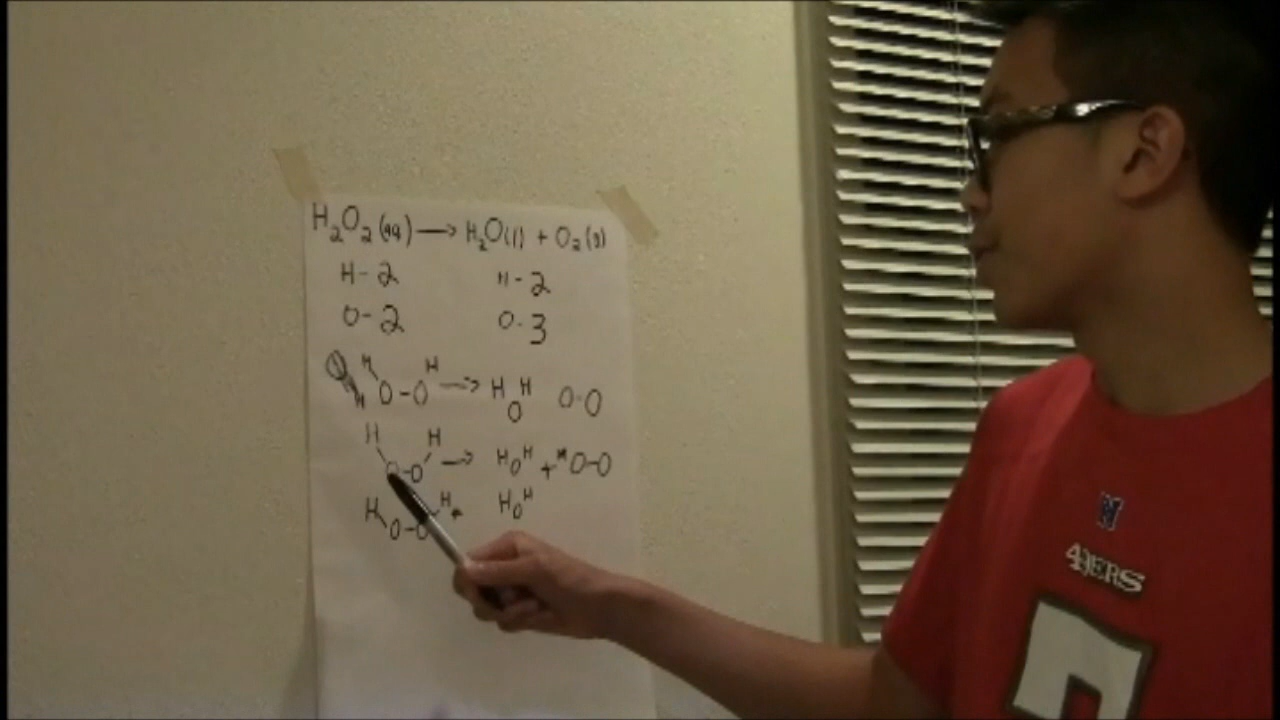 H₂O₂(aq) → H₂O(l) + O₂(g)
H-2 H-2
O-2 O-3
H H → H H
O-O O O-O
H H → H O H + O-O
O-O
H H H O H
O-O
N
49ERS